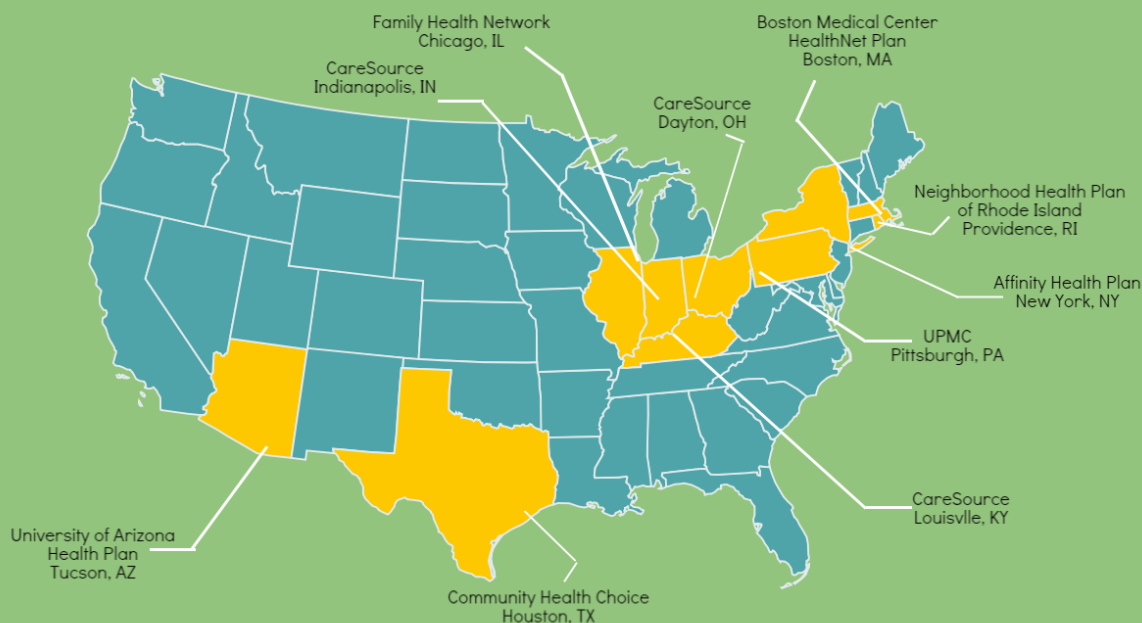 Family Health Network
Chicago, IL
Boston Medical Center
HealthNet Plan
Boston, MA
CareSource
Indianapolis, IN
CareSource
Dayton, OH
Neighborhood Health Plan
of Rhode Island
Providence, RI
Affinity Health Plan
New York, NY
UPMC
Pittsburgh, PA
CareSource
Louisvlle, KY
University of Arizona
Health Plan
Tucson, AZ
Community Health Choice
Houston, TX